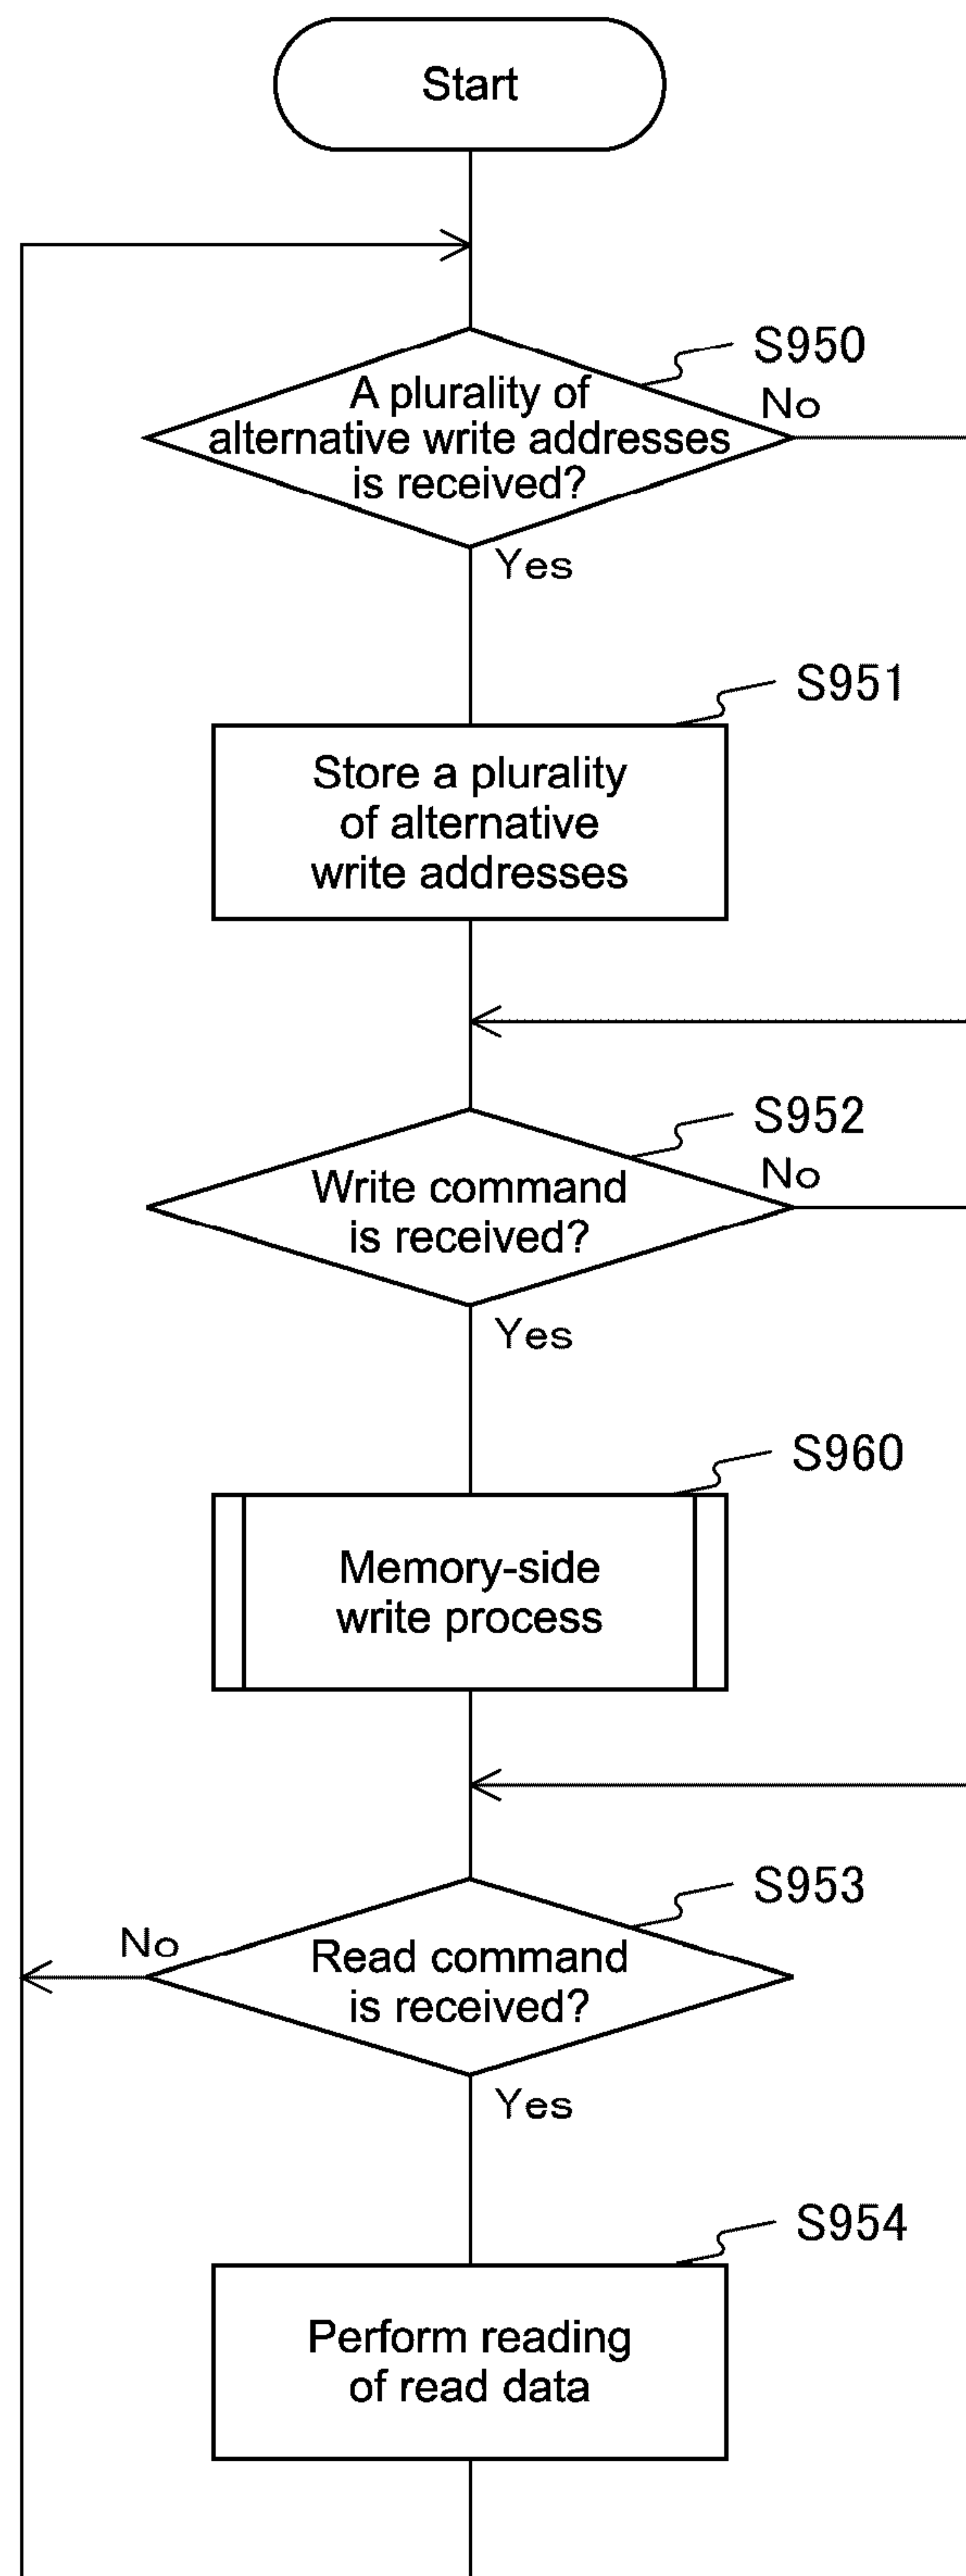 Start
S950
A plurality of
alternative write addresses
is received?
No
Yes
S951
Store a plurality
of alternative
write addresses
S952
Write command
is received?
No
Yes
S960
Memory-side
write process
S953
No
Read command
is received?
Yes
S954
Perform reading
of read data